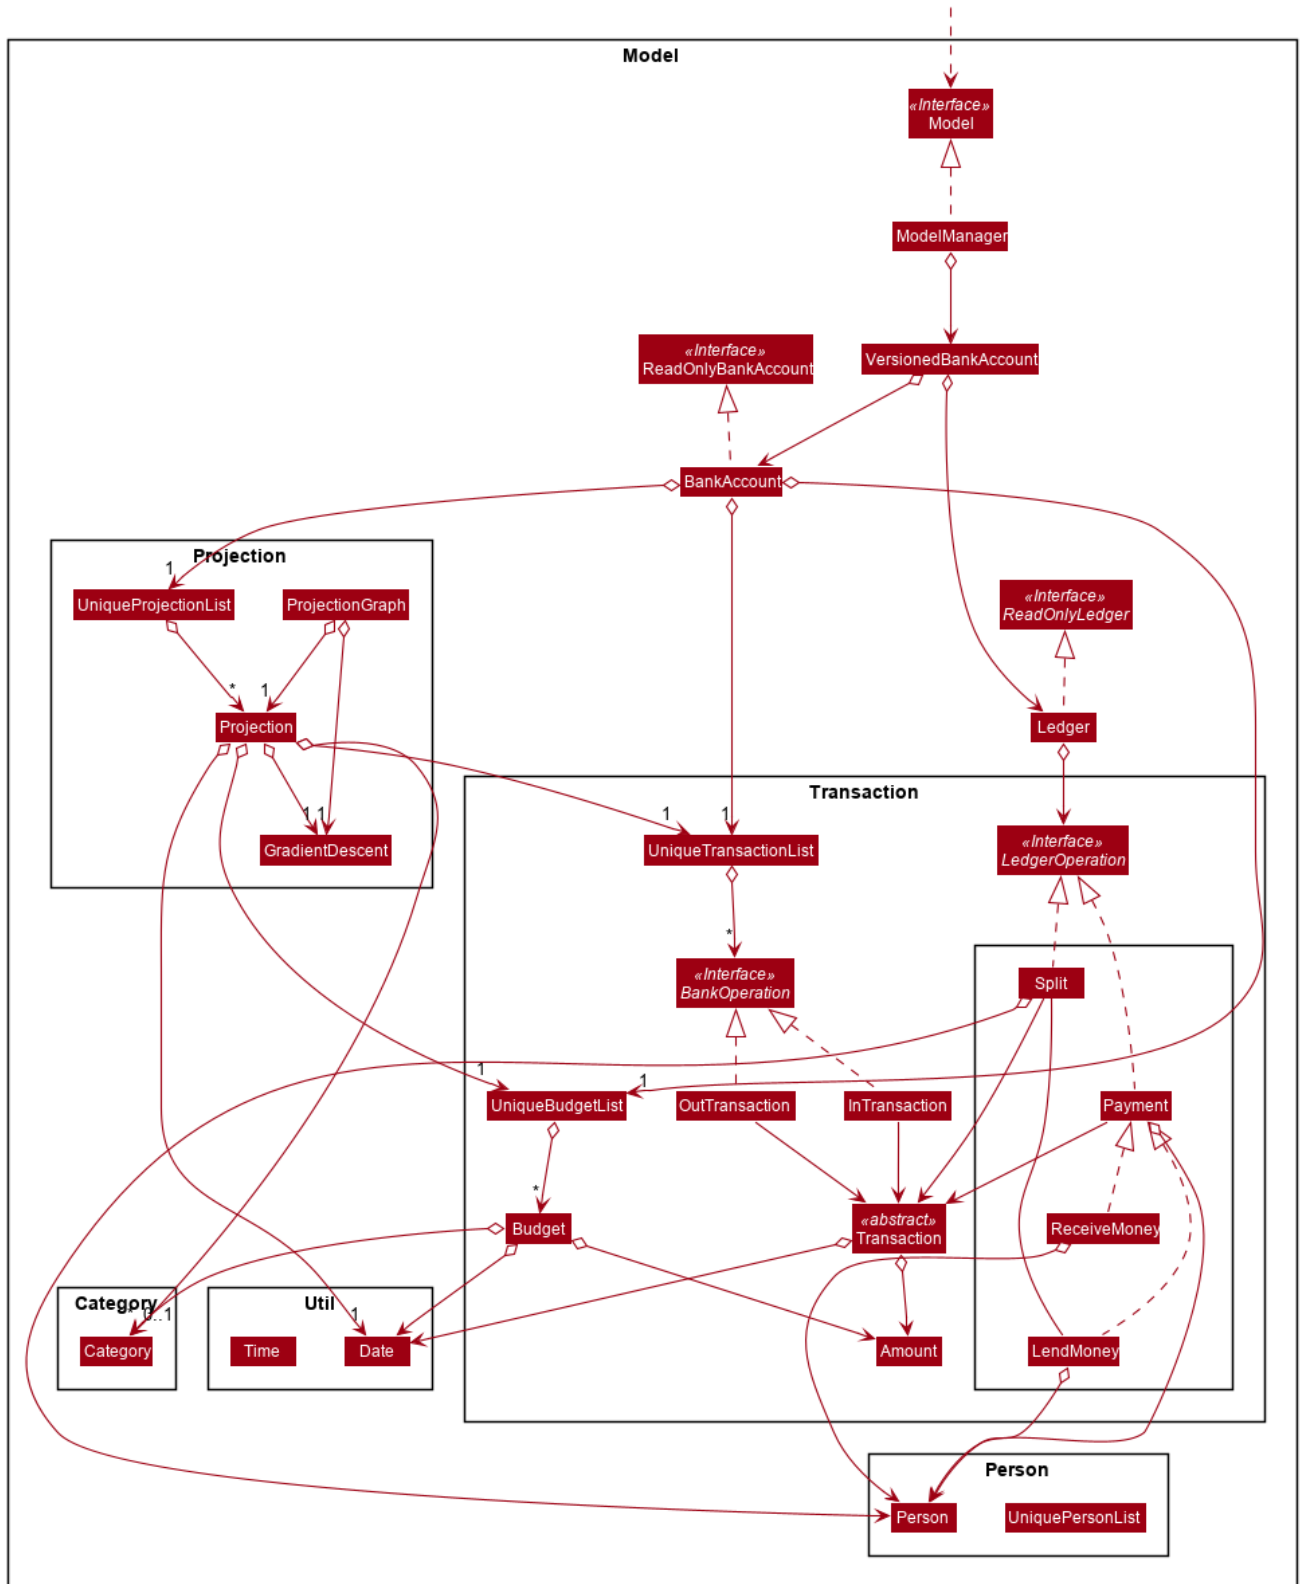 Model
«Interface»
Model
ModelManager
«Interface»
ReadOnlyBankAccount
VersionedBankAccount
BankAccount
Projection
1
UniqueProjectionList
ProjectionGraph
«Interface»
ReadOnlyLedger
*
1
Projection
Ledger
Transaction
1
1
1
1
GradientDescent
UniqueTransactionList
«Interface»
LedgerOperation
*
«Interface»
BankOperation
Split
1
1
UniqueBudgetList
OutTransaction
InTransaction
Payment
*
Budget
«abstract»
Transaction
ReceiveMoney
Category
Util
*
0..1
1
Category
Time
Date
Amount
LendMoney
Person
Person
UniquePersonList